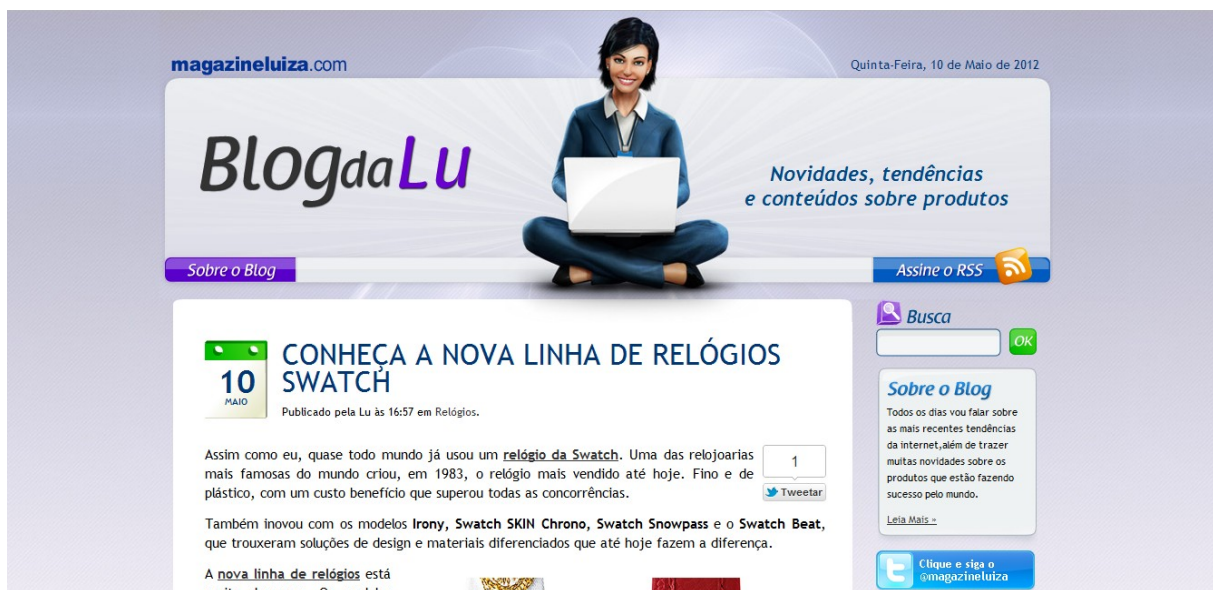 magazineluiza.com
Quinta-Feira, 10 de Maio de 2012
Blog da Lu
Novidades, tendências
e conteúdos sobre produtos
Sobre o Blog
Assine o RSS
Busca
OK
10
MAIO
CONHEÇA A NOVA LINHA DE RELÓGIOS
SWATCH
Publicado pela Lu às 16:57 em Relógios.
Assim como eu, quase todo mundo já usou um relógio da Swatch. Uma das relojoarias
mais famosas do mundo criou, em 1983, o relógio mais vendido até hoje. Fino e de
plástico, com um custo benefício que superou todas as concorrências.
1
Tweetar
Também inovou com os modelos Irony, Swatch SKIN Chrono, Swatch Snowpass e o Swatch Beat,
que trouxeram soluções de design e materiais diferenciados que até hoje fazem a diferença.
A nova linha de relógios está
Sobre o Blog
Todos os dias vou falar sobre
as mais recentes tendências
da internet,além de trazer
muitas novidades sobre os
produtos que estão fazendo
sucesso pelo mundo.
Leia Mais »
Clique e siga o
@magazineluiza